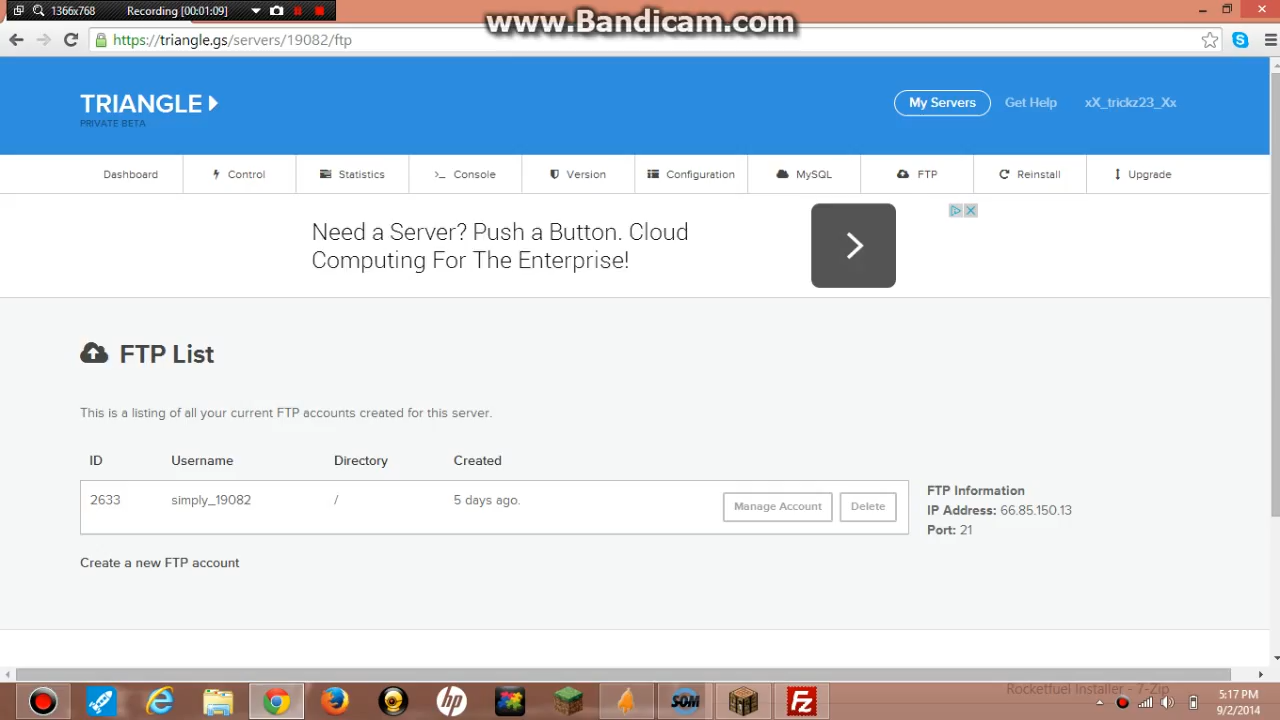 1366x768
Recording [00:01:09]
www.Bandicam.com
https://triangle.gs/servers/19082/ftp
TRIANGLE
PRIVATE BETA
My Servers
Get Help
xX_trickz23_Xx
Dashboard
Control
Statistics
>_ Console
Version
Configuration
MySQL
FTP
Reinstall
Upgrade
Need a Server? Push a Button. Cloud
Computing For The Enterprise!
FTP List
This is a listing of all your current FTP accounts created for this server.
ID Username Directory Created
2633 simply_19082 / 5 days ago.
Manage Account
Delete
FTP Information
IP Address: 66.85.150.13
Port: 21
Create a new FTP account
Rocketfuel Installer - 7-Zip
hp
SOM
Fz
5:17 PM
9/2/2014